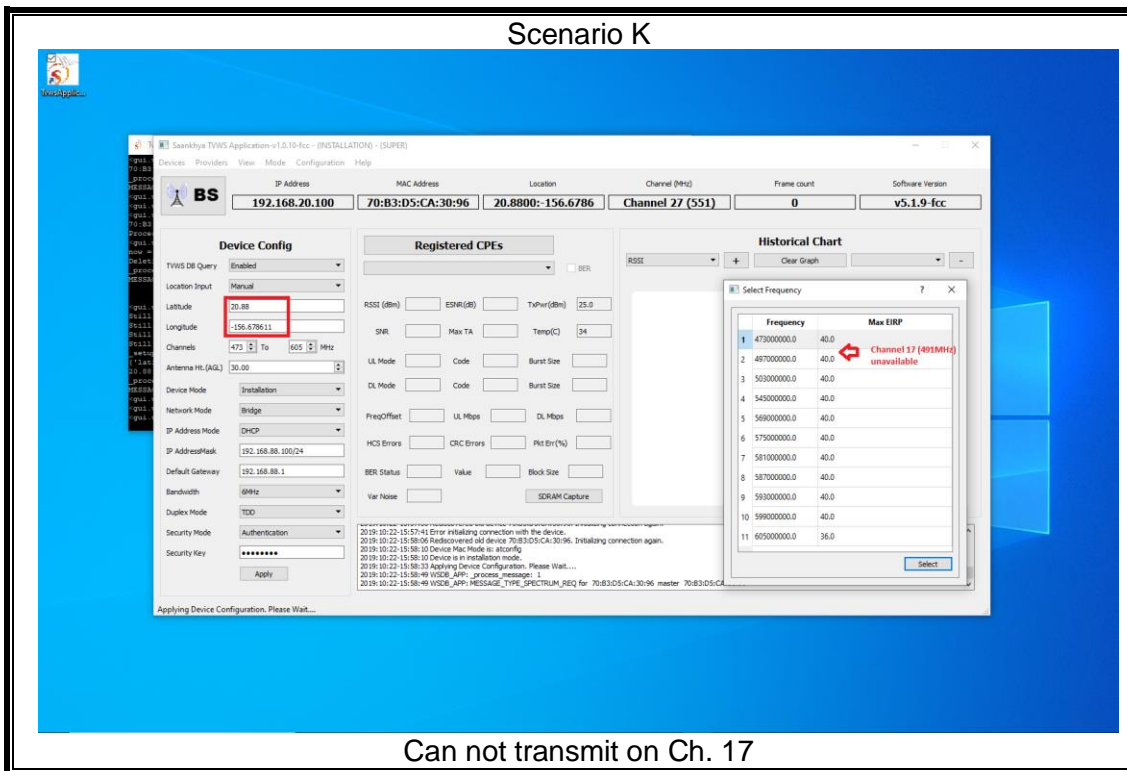 Scenario K
TvwsApplic...
Saankhya TVWS Application-v1.0.10-fcc - (INSTALLATION) - (SUPER)
Devices Providers View Mode Configuration Help
BS
IP Address MAC Address Location Channel (MHz) Frame count Software Version
192.168.20.100 70:B3:D5:CA:30:96 20.8800:-156.6786 Channel 27 (551) 0 v5.1.9-fcc
Device Config
TVWS DB Query Enabled
Location Input Manual
Latitude 20.88
Longitude -156.678611
Channels 473 To 605 MHz
Antenna Ht.(AGL) 30.00
Device Mode Installation
Network Mode Bridge
IP Address Mode DHCP
IP AddressMask 192.168.88.100/24
Default Gateway 192.168.88.1
Bandwidth 6MHz
Duplex Mode TDD
Security Mode Authentication
Security Key ●●●●●●●●
Apply
Registered CPEs
BER
RSSI (dBm) ESNR(dB) TxPwr(dBm) 25.0
SNR Max TA Temp(C) 34
UL Mode Code Burst Size
DL Mode Code Burst Size
FreqOffset UL Mbps DL Mbps
HCS Errors CRC Errors Pkt Err(%)
BER Status Value Block Size
Var Noise SDRAM Capture
Historical Chart
RSSI + Clear Graph -
Select Frequency ? X
Frequency Max EIRP
1 473000000.0 40.0
2 497000000.0 40.0
3 503000000.0 40.0
4 545000000.0 40.0
5 569000000.0 40.0
6 575000000.0 40.0
7 581000000.0 40.0
8 587000000.0 40.0
9 593000000.0 40.0
10 599000000.0 40.0
11 605000000.0 36.0
Channel 17 (491MHz)
unavailable
Select
2019:10:22-15:57:41 Error initializing connection with the device.
2019:10:22-15:58:06 Rediscovered old device 70:B3:D5:CA:30:96. Initializing connection again.
2019:10:22-15:58:10 Device Mac Mode is: atconfig
2019:10:22-15:58:10 Device is in installation mode.
2019:10:22-15:58:33 Applying Device Configuration. Please Wait....
2019:10:22-15:58:49 WSDB_APP: _process_message: 1
2019:10:22-15:58:49 WSDB_APP: MESSAGE_TYPE_SPECTRUM_REQ for 70:B3:D5:CA:30:96 master 70:B3:D5:CA
Applying Device Configuration. Please Wait....
Can not transmit on Ch. 17